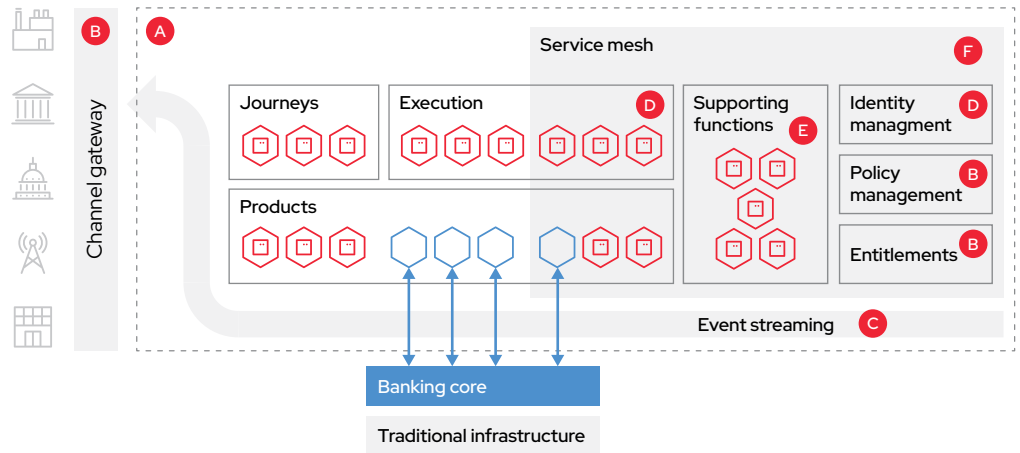 B
Channel gateway
A
Service mesh
F
Journeys
Execution
D
Supporting
functions
E
Identity
managment
D
Policy
management
B
Entitlements
B
Products
Event streaming
C
Banking core
Traditional infrastructure